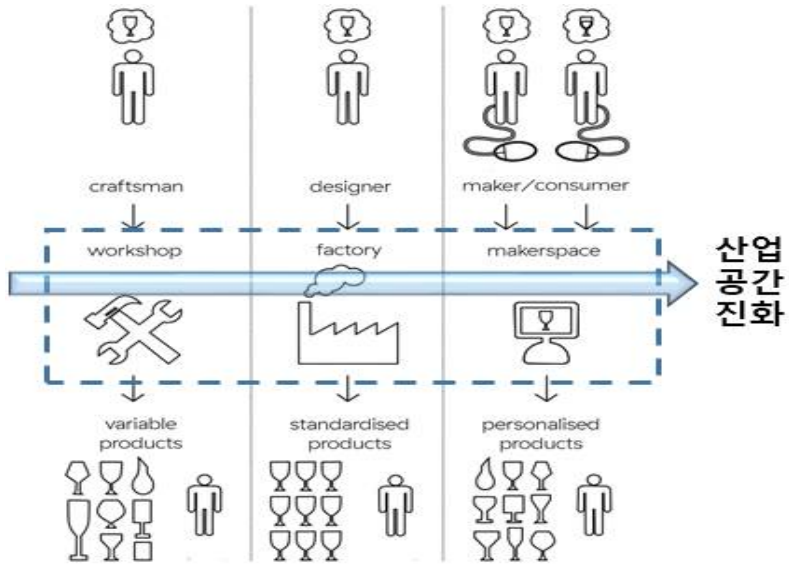 craftsman
designer
maker/consumer
workshop
factory
makerspace
산업
공간
진화
variable
products
standardised
products
personalised
products